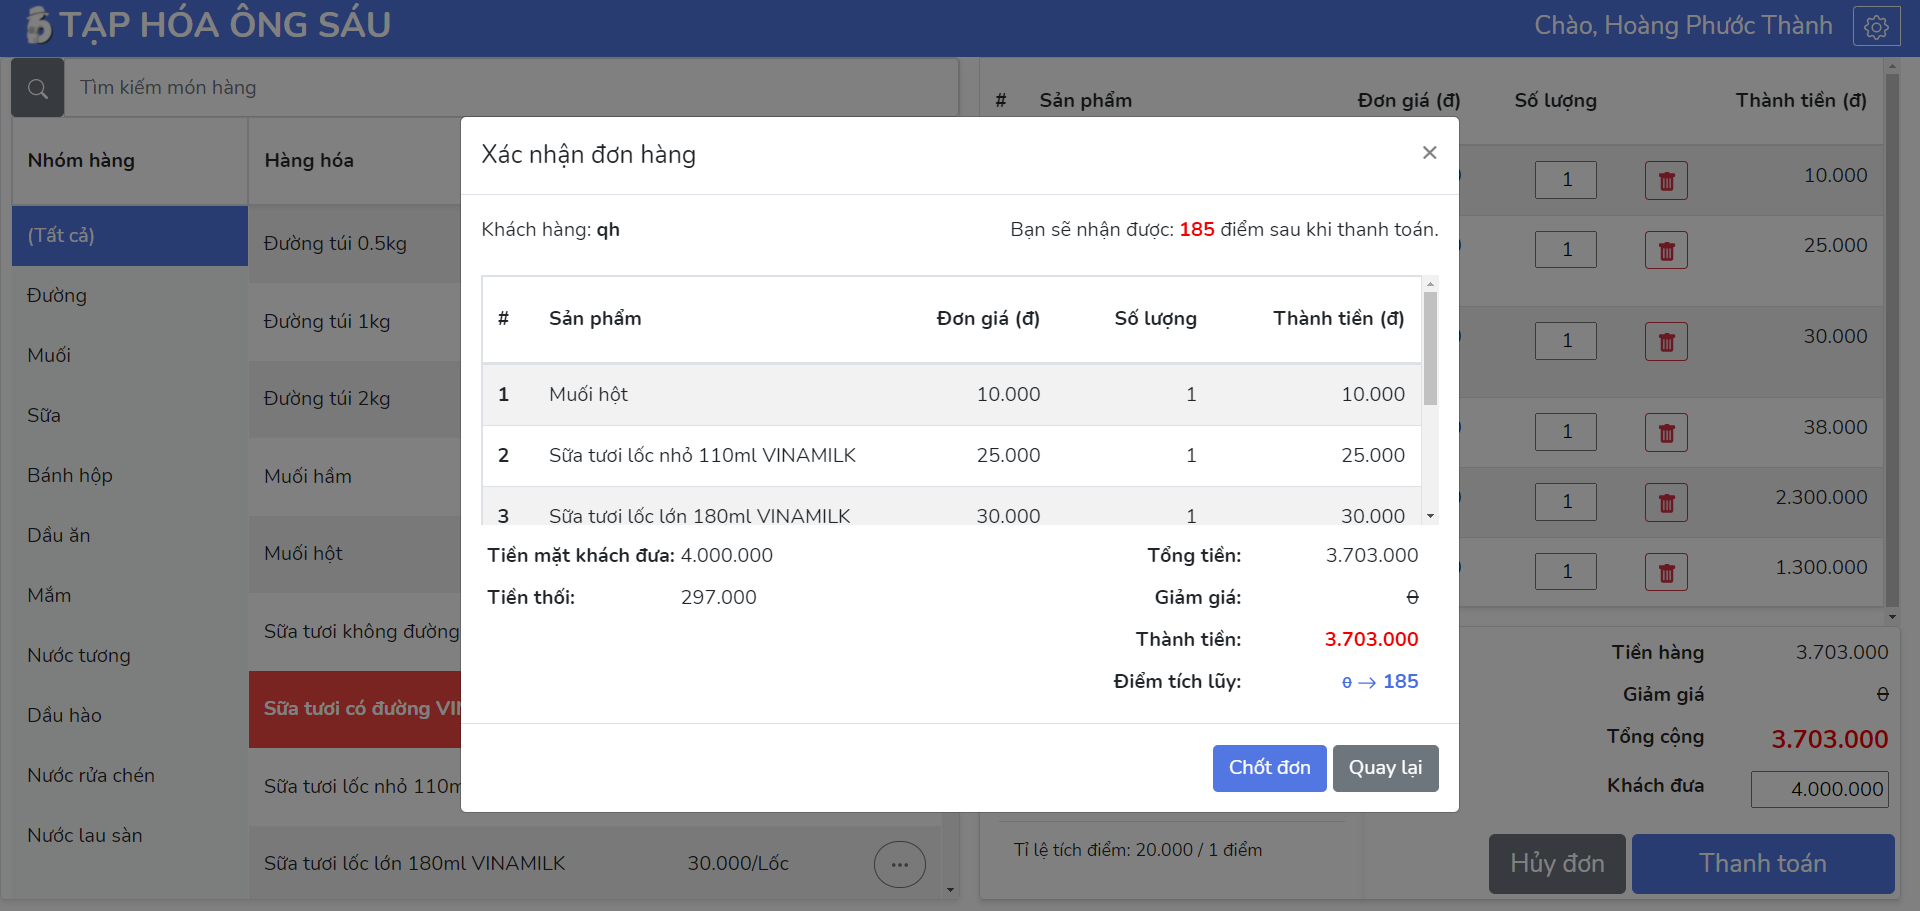 TẠP HÓA ÔNG SÁU
Chào, Hoàng Phước Thành
Tìm kiếm món hàng
Nhóm hàng
Hàng hóa
(Tất cả)
Đường
Muối
Sữa
Bánh hộp
Dầu ăn
Mắm
Nước tương
Dầu hào
Nước rửa chén
Nước lau sàn
Đường túi 0.5kg
Đường túi 1kg
Đường túi 2kg
Muối hầm
Muối hột
Sữa tươi không đường
Sữa tươi có đường
Sữa tươi lốc nhỏ
Sữa tươi lốc lớn 180ml VINAMILK 30.000/Lốc
Xác nhận đơn hàng ×
Khách hàng: qh
Bạn sẽ nhận được: 185 điểm sau khi thanh toán.
# Sản phẩm Đơn giá (đ) Số lượng Thành tiền (đ)
1 Muối hột 10.000 1 10.000
2 Sữa tươi lốc nhỏ 110ml VINAMILK 25.000 1 25.000
3 Sữa tươi lốc lớn 180ml VINAMILK 30.000 1 30.000
Tiền mặt khách đưa: 4.000.000
Tiền thối: 297.000
Tổng tiền: 3.703.000
Giảm giá: 0
Thành tiền: 3.703.000
Điểm tích lũy: 0 → 185
Chốt đơn
Quay lại
# Sản phẩm Đơn giá (đ) Số lượng Thành tiền (đ)
1 10.000
1 25.000
1 30.000
1 38.000
1 2.300.000
1 1.300.000
Tiền hàng 3.703.000
Giảm giá 0
Tổng cộng 3.703.000
Khách đưa 4.000.000
Tỉ lệ tích điểm: 20.000 / 1 điểm
Hủy đơn
Thanh toán